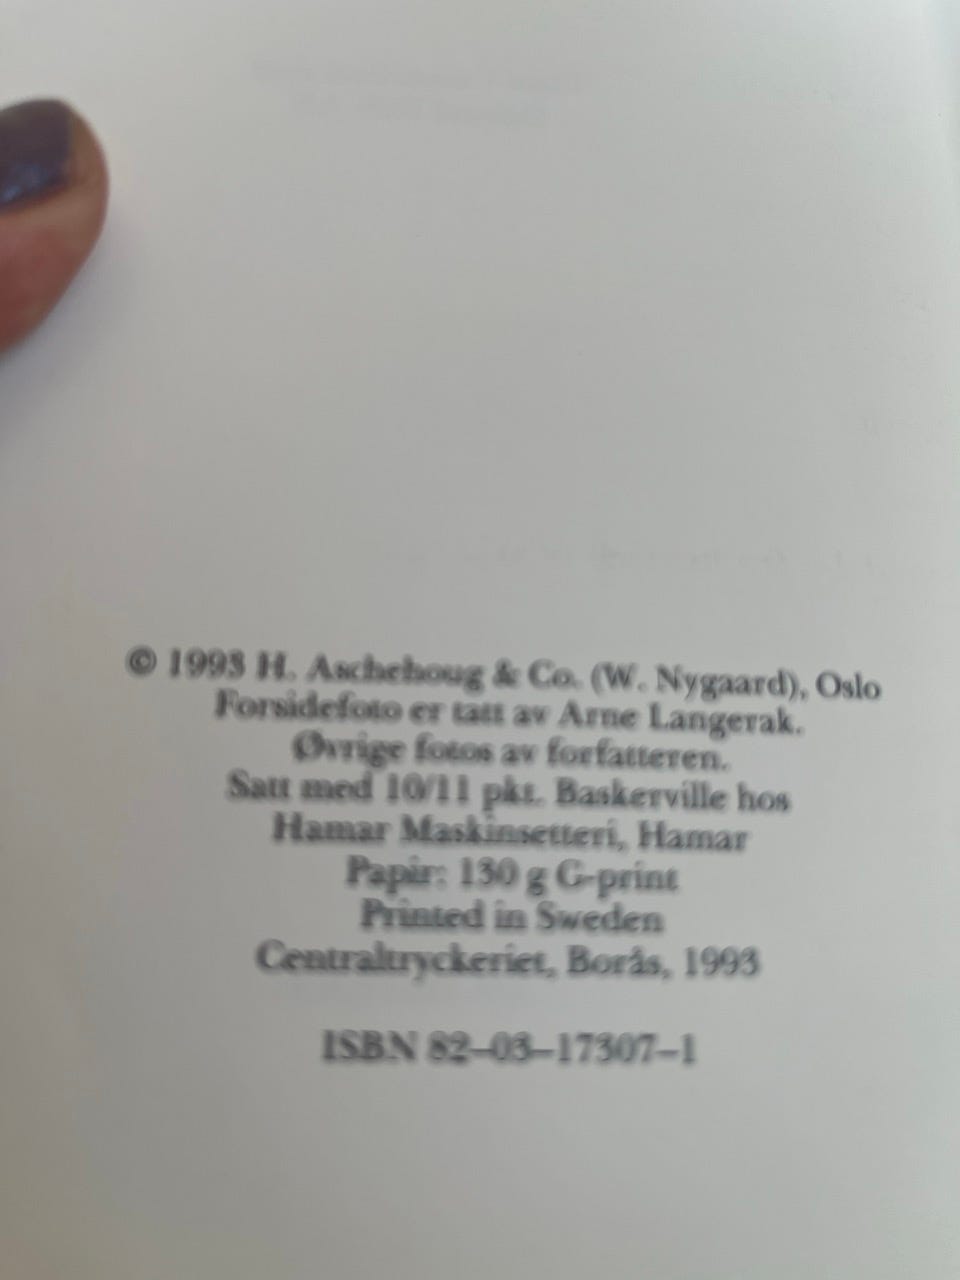 © 1993 H. Aschehoug & Co. (W. Nygaard), Oslo
Forsidefoto er tatt av Arne Langerak.
Øvrige fotos av forfatteren.
Satt med 10/11 pkt. Baskerville hos
Hamar Maskinsetteri, Hamar
Papir: 130 g G-print
Printed in Sweden
Centraltryckeriet, Borås, 1993
ISBN 82–03–17307–1